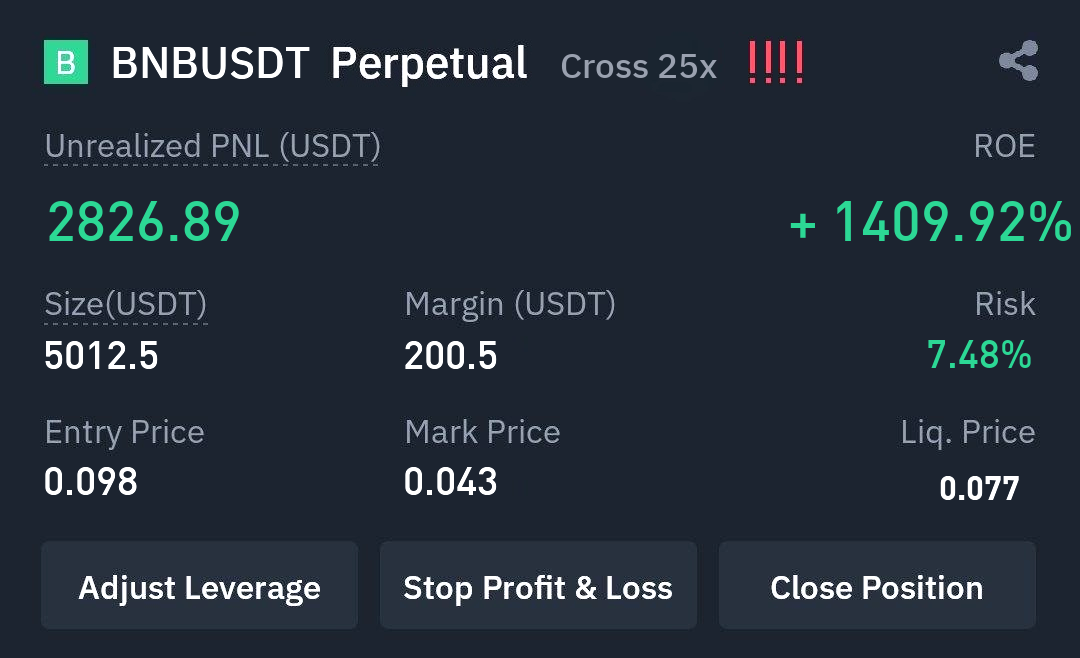 B BNBUSDT Perpetual Cross 25x !!!!
Unrealized PNL (USDT) ROE
2826.89 + 1409.92%
Size(USDT) Margin (USDT) Risk
5012.5 200.5 7.48%
Entry Price Mark Price Liq. Price
0.098 0.043 0.077
Adjust Leverage Stop Profit & Loss Close Position